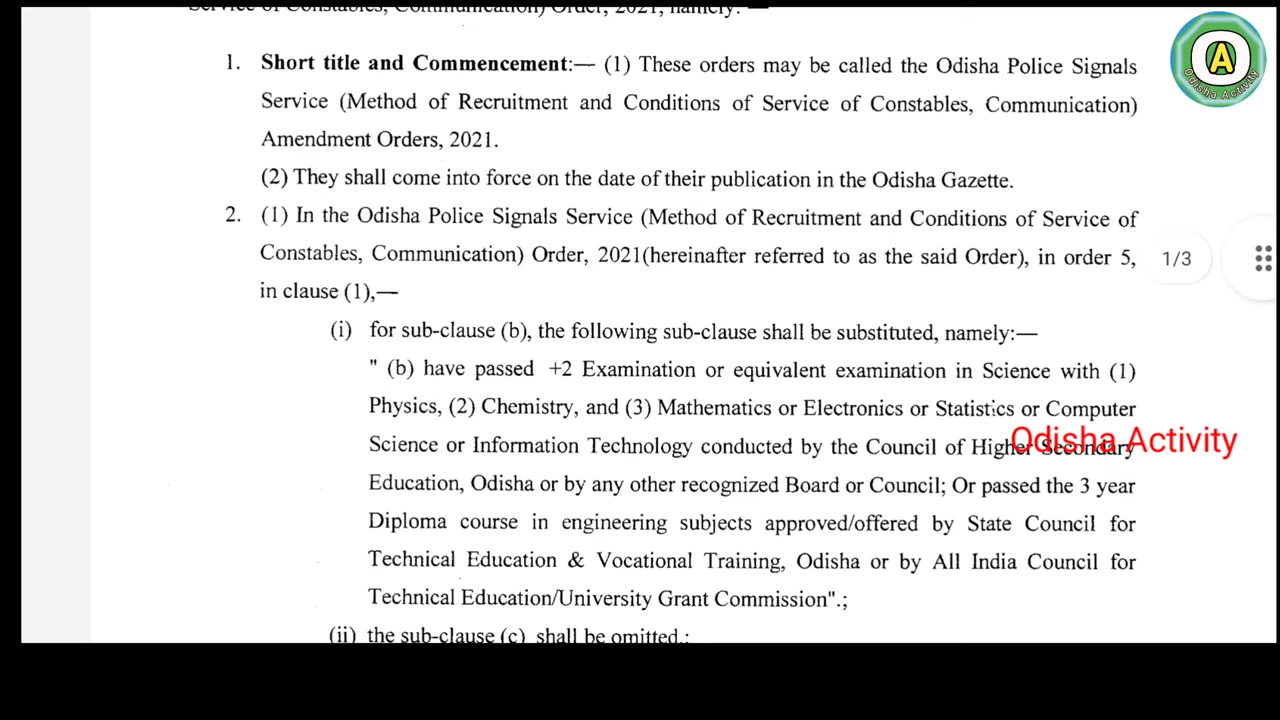 Service of Constables, Communication) Order, 2021, namely: —
1. Short title and Commencement:— (1) These orders may be called the Odisha Police Signals
Service (Method of Recruitment and Conditions of Service of Constables, Communication)
Amendment Orders, 2021.
(2) They shall come into force on the date of their publication in the Odisha Gazette.
2. (1) In the Odisha Police Signals Service (Method of Recruitment and Conditions of Service of
Constables, Communication) Order, 2021(hereinafter referred to as the said Order), in order 5,
in clause (1),—
(i) for sub-clause (b), the following sub-clause shall be substituted, namely:—
" (b) have passed +2 Examination or equivalent examination in Science with (1)
Physics, (2) Chemistry, and (3) Mathematics or Electronics or Statistics or Computer
Science or Information Technology conducted by the Council of Higher Secondary
Education, Odisha or by any other recognized Board or Council; Or passed the 3 year
Diploma course in engineering subjects approved/offered by State Council for
Technical Education & Vocational Training, Odisha or by All India Council for
Technical Education/University Grant Commission".;
(ii) the sub-clause (c) shall be omitted.;
1/3
Odisha Activity
A
Odisha Activity